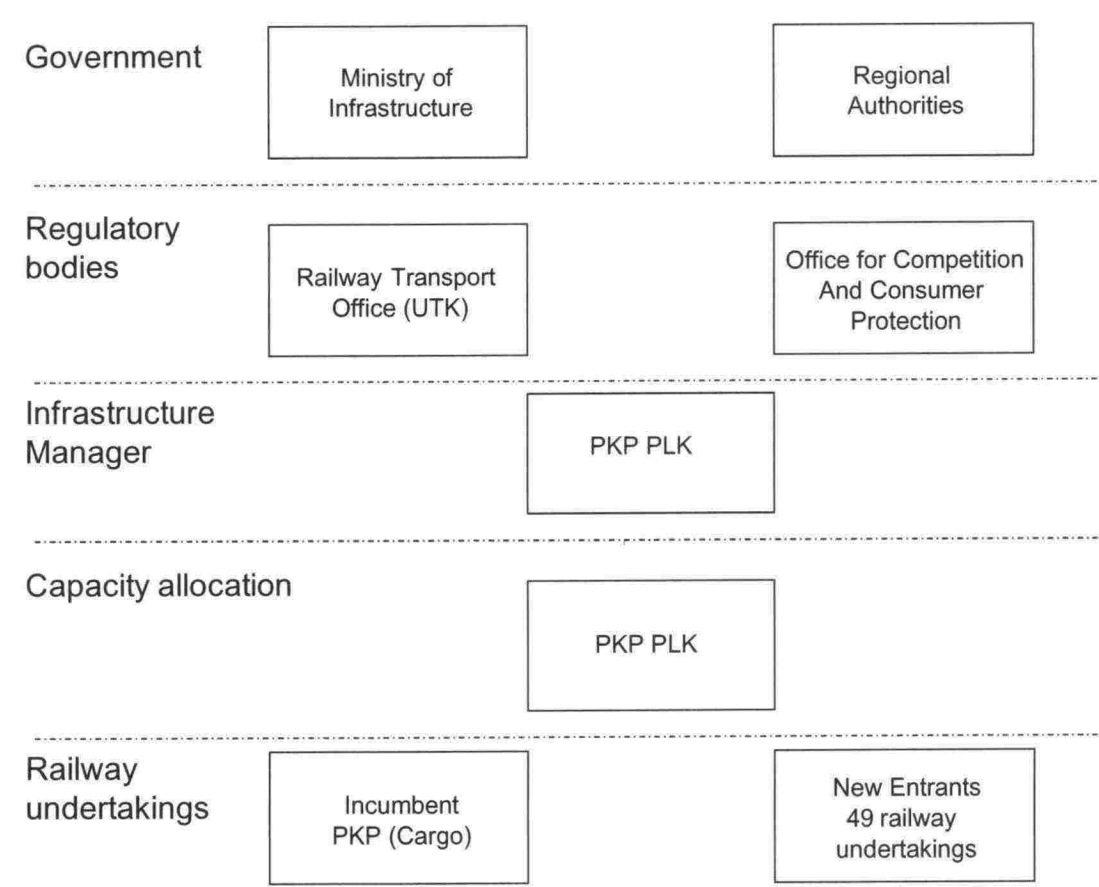 Government
Ministry of
Infrastructure
Regional
Authorities
Regulatory
bodies
Railway Transport
Office (UTK)
Office for Competition
And Consumer
Protection
Infrastructure
Manager
PKP PLK
Capacity allocation
PKP PLK
Railway
undertakings
Incumbent
PKP (Cargo)
New Entrants
49 railway
undertakings